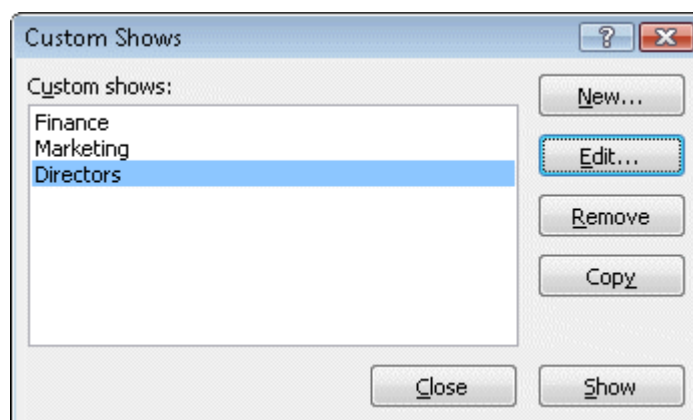 Custom Shows
Custom shows:
Finance
Marketing
Directors
New...
Edit...
Remove
Copy
Close
Show